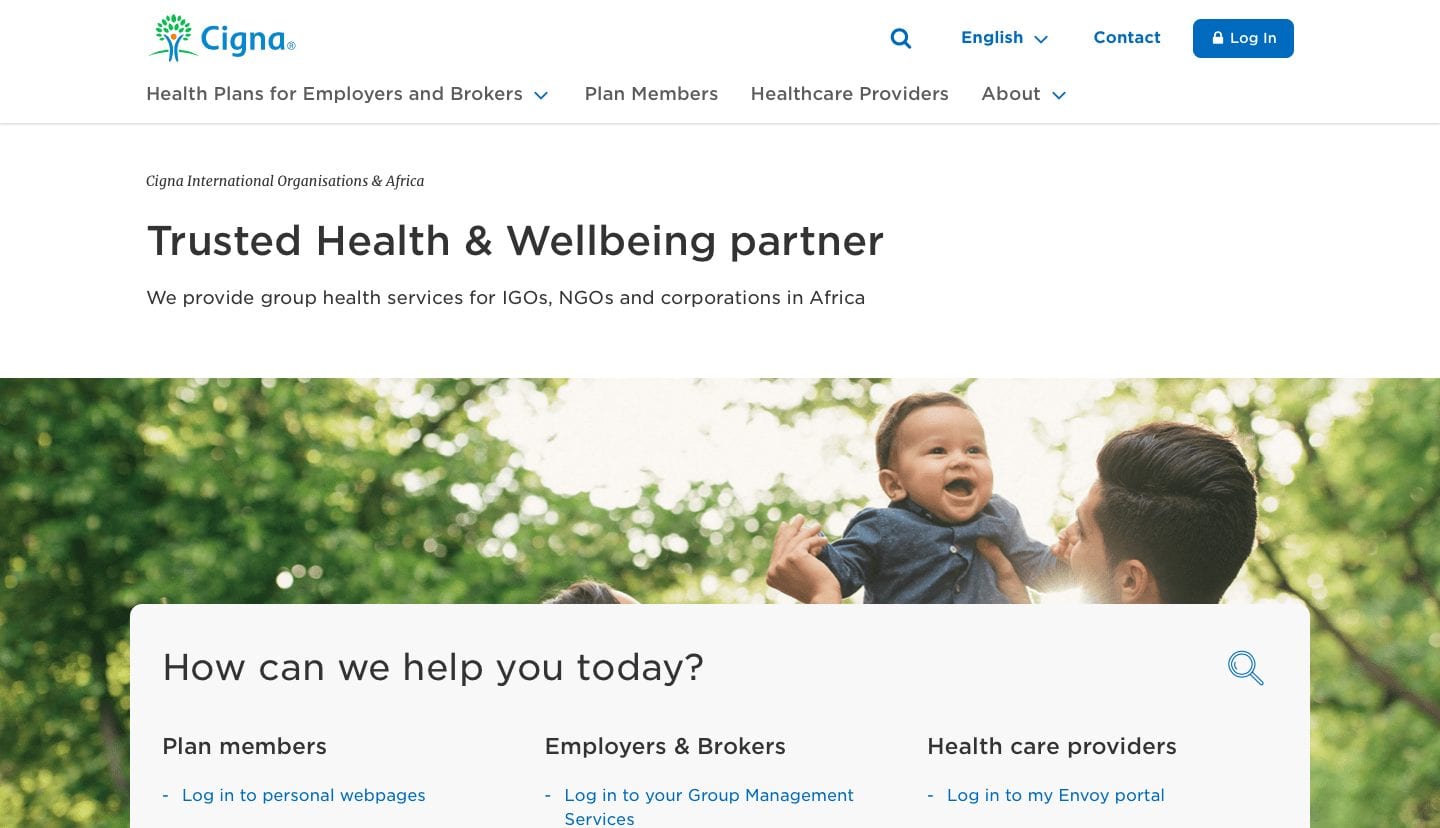 Cigna®
English
Contact
Log In
Health Plans for Employers and Brokers
Plan Members
Healthcare Providers
About
Cigna International Organisations & Africa
Trusted Health & Wellbeing partner
We provide group health services for IGOs, NGOs and corporations in Africa
How can we help you today?
Plan members
- Log in to personal webpages
Employers & Brokers
- Log in to your Group Management
Services
Health care providers
- Log in to my Envoy portal